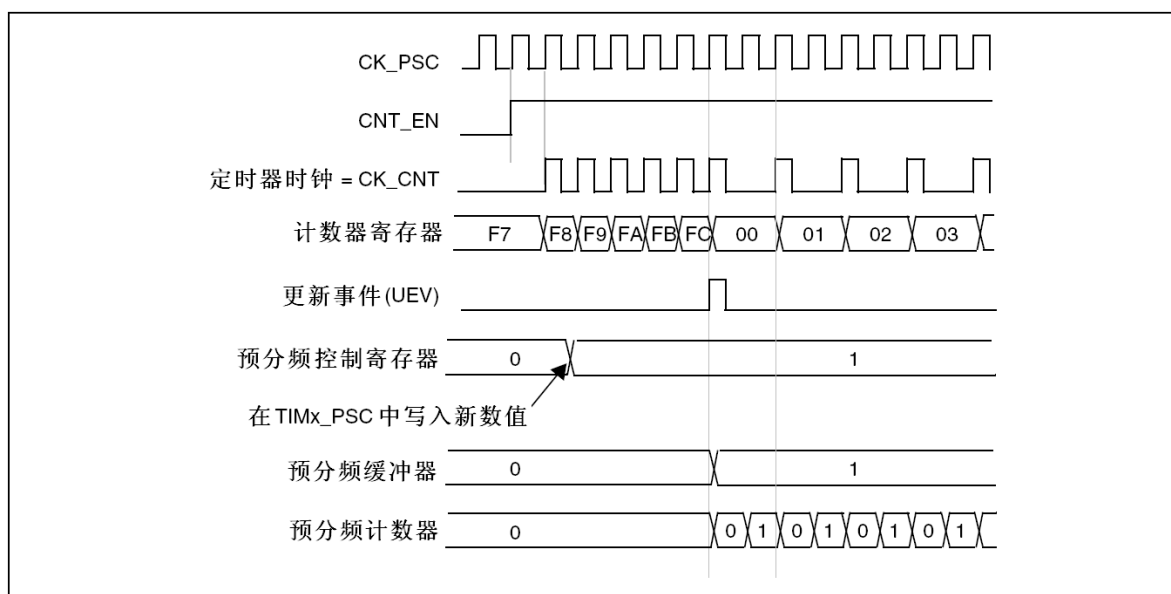 CK_PSC
CNT_EN
定时器时钟 = CK_CNT
计数器寄存器 F7 F8 F9 FA FB FC 00 01 02 03
更新事件(UEV)
预分频控制寄存器 0 1
在TIMx_PSC中写入新数值
预分频缓冲器 0 1
预分频计数器 0 0 1 0 1 0 1 0 1